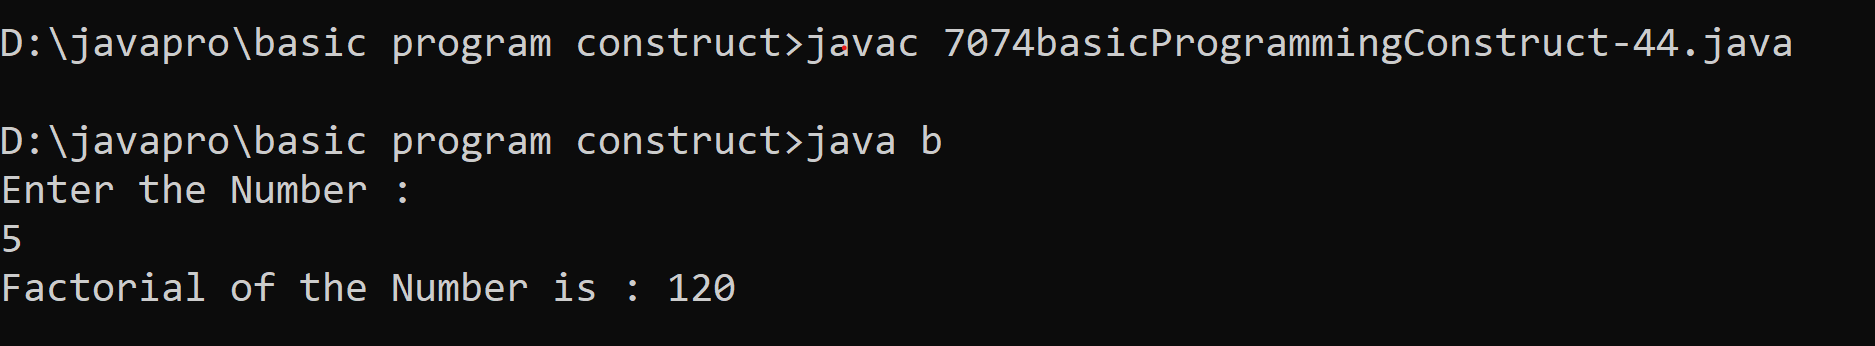 D:\javapro\basic program construct>javac 7074basicProgrammingConstruct-44.java
D:\javapro\basic program construct>java b
Enter the Number :
5
Factorial of the Number is : 120